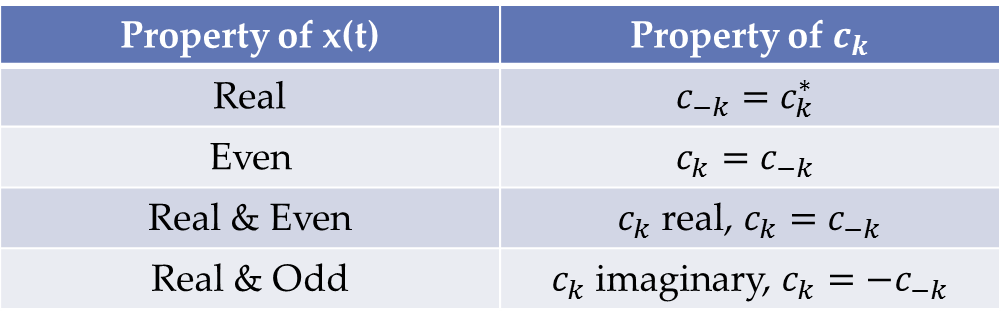 Property of x(t) Property of $c_k$
Real $c_{-k} = c_k^*$
Even $c_k = c_{-k}$
Real & Even $c_k$ real, $c_k = c_{-k}$
Real & Odd $c_k$ imaginary, $c_k = -c_{-k}$